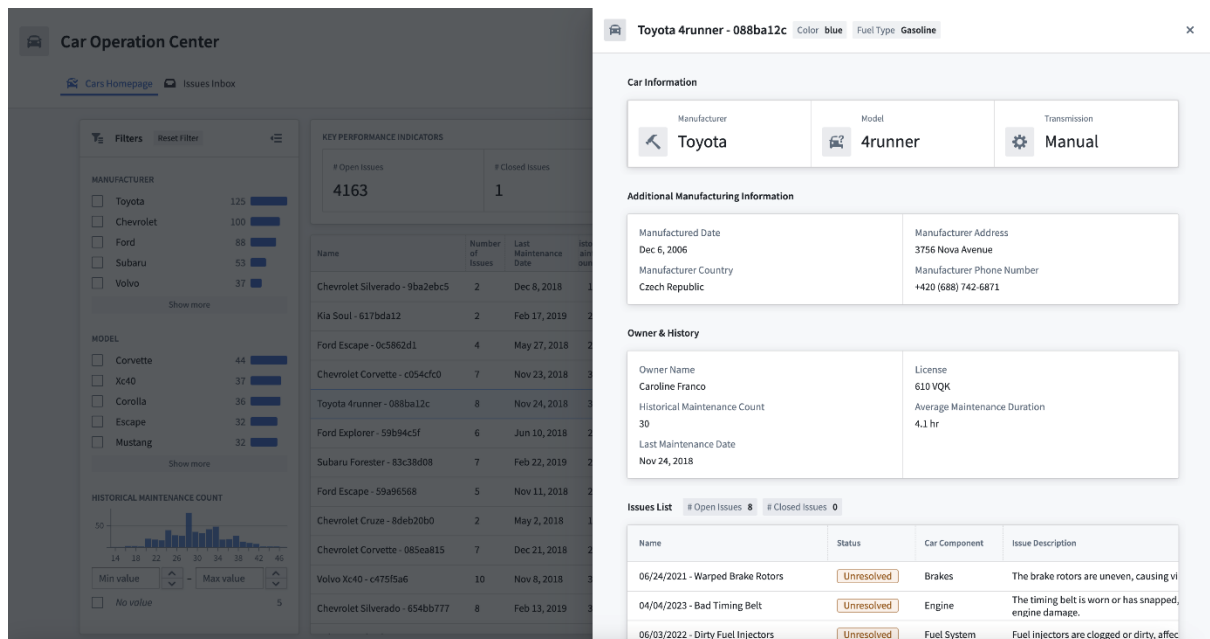 Car Operation Center
Cars Homepage Issues Inbox
Filters Reset Filter
MANUFACTURER
Toyota 125
Chevrolet 100
Ford 88
Subaru 53
Volvo 37
Show more
MODEL
Corvette 44
Xc40 37
Corolla 36
Escape 32
Mustang 32
Show more
HISTORICAL MAINTENANCE COUNT
50
14 18 22 26 30 34 38 42 46
Min value - Max value
No value 5
KEY PERFORMANCE INDICATORS
# Open Issues # Closed Issues
4163 1
Name Number of Issues Last Maintenance Date
Chevrolet Silverado - 9ba2ebc5 2 Dec 8, 2018
Kia Soul - 617bda12 2 Feb 17, 2019
Ford Escape - 0c5862d1 4 May 27, 2018
Chevrolet Corvette - c054cfc0 7 Nov 23, 2018
Toyota 4runner - 088ba12c 8 Nov 24, 2018
Ford Explorer - 59b94c5f 6 Jun 10, 2018
Subaru Forester - 83c38d08 7 Feb 22, 2019
Ford Escape - 59a96568 5 Nov 11, 2018
Chevrolet Cruze - 8deb20b0 2 May 2, 2018
Chevrolet Corvette - 085ea815 7 Dec 21, 2018
Volvo Xc40 - c475f5a6 10 Nov 8, 2018
Chevrolet Silverado - 654bb777 8 Feb 13, 2019
Toyota 4runner - 088ba12c Color blue Fuel Type Gasoline
Car Information
Manufacturer Model Transmission
Toyota 4runner Manual
Additional Manufacturing Information
Manufactured Date Manufacturer Address
Dec 6, 2006 3756 Nova Avenue
Manufacturer Country Manufacturer Phone Number
Czech Republic +420 (688) 742-6871
Owner & History
Owner Name License
Caroline Franco 610 VQK
Historical Maintenance Count Average Maintenance Duration
30 4.1 hr
Last Maintenance Date
Nov 24, 2018
Issues List # Open Issues 8 # Closed Issues 0
Name Status Car Component Issue Description
06/24/2021 - Warped Brake Rotors Unresolved Brakes The brake rotors are uneven, causing vi
04/04/2023 - Bad Timing Belt Unresolved Engine The timing belt is worn or has snapped,
engine damage.
06/03/2022 - Dirty Fuel Injectors Unresolved Fuel System Fuel injectors are clogged or dirty, affec